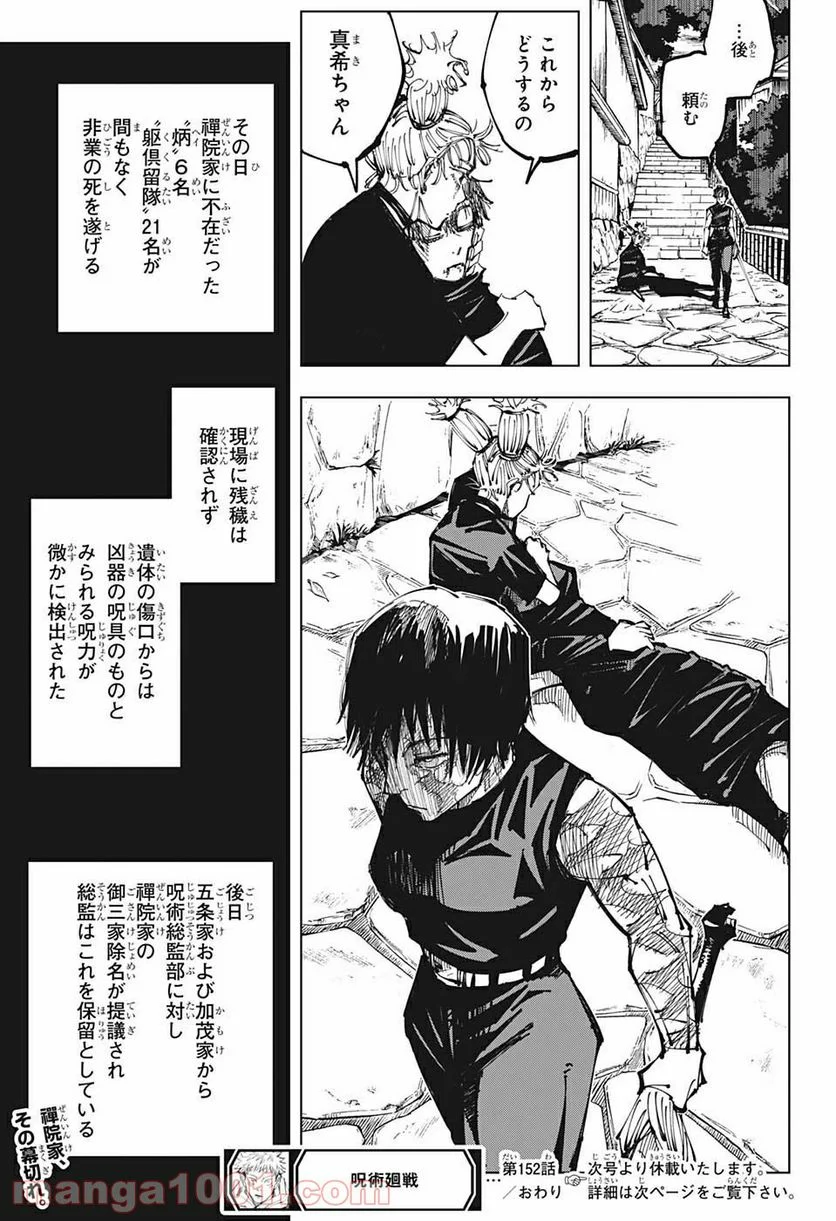 …後
頼む
これから
どうするの
真希ちゃん
その日
禪院家に不在だった
〝炳〟6名
〝躯倶留隊〟21名が
間もなく
非業の死を遂げる
現場に残穢は
確認されず
遺体の傷口からは
凶器の呪具のものと
みられる呪力が
微かに検出された
後日
五条家および加茂家から
呪術総監部に対し
禪院家の
御三家除名が提議され
総監はこれを保留としている
禪院家、
その幕切れ。
呪術廻戦
…
第152話
／おわり
☞次号より休載いたします。
詳細は次ページをご覧下さい。
manga1001.com